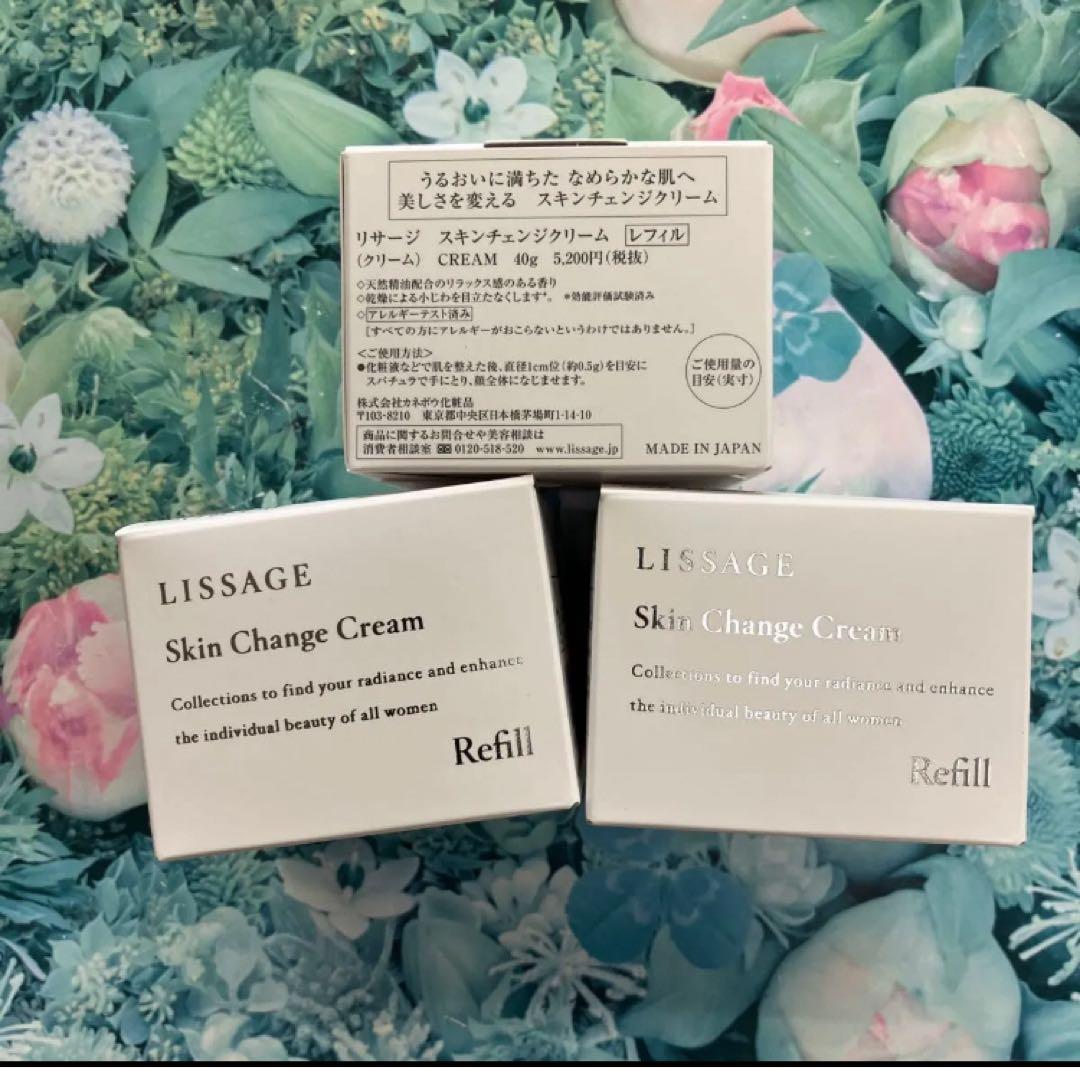 うるおいに満ちた なめらかな肌へ
美しさを変える スキンチェンジクリーム
リサージ スキンチェンジクリーム レフィル
(クリーム) CREAM 40g 5,200円(税抜)
◇天然精油配合のリラックス感のある香り
◇乾燥による小じわを目立たなくします*。 *効能評価試験済み
◇アレルギーテスト済み
[すべての方にアレルギーがおこらないというわけではありません。]
<ご使用方法>
●化粧液などで肌を整えた後、直径1cm位(約0.5g)を目安に
スパチュラで手にとり、顔全体になじませます。
ご使用量の
目安(実寸)
株式会社カネボウ化粧品
〒103-8210 東京都中央区日本橋茅場町1-14-10
商品に関するお問合せや美容相談は
消費者相談室 0120-518-520 www.lissage.jp
MADE IN JAPAN
LISSAGE
Skin Change Cream
Collections to find your radiance and enhance
the individual beauty of all women
Refill
LISSAGE
Skin Change Cream
Collections to find your radiance and enhance
the individual beauty of all women
Refill